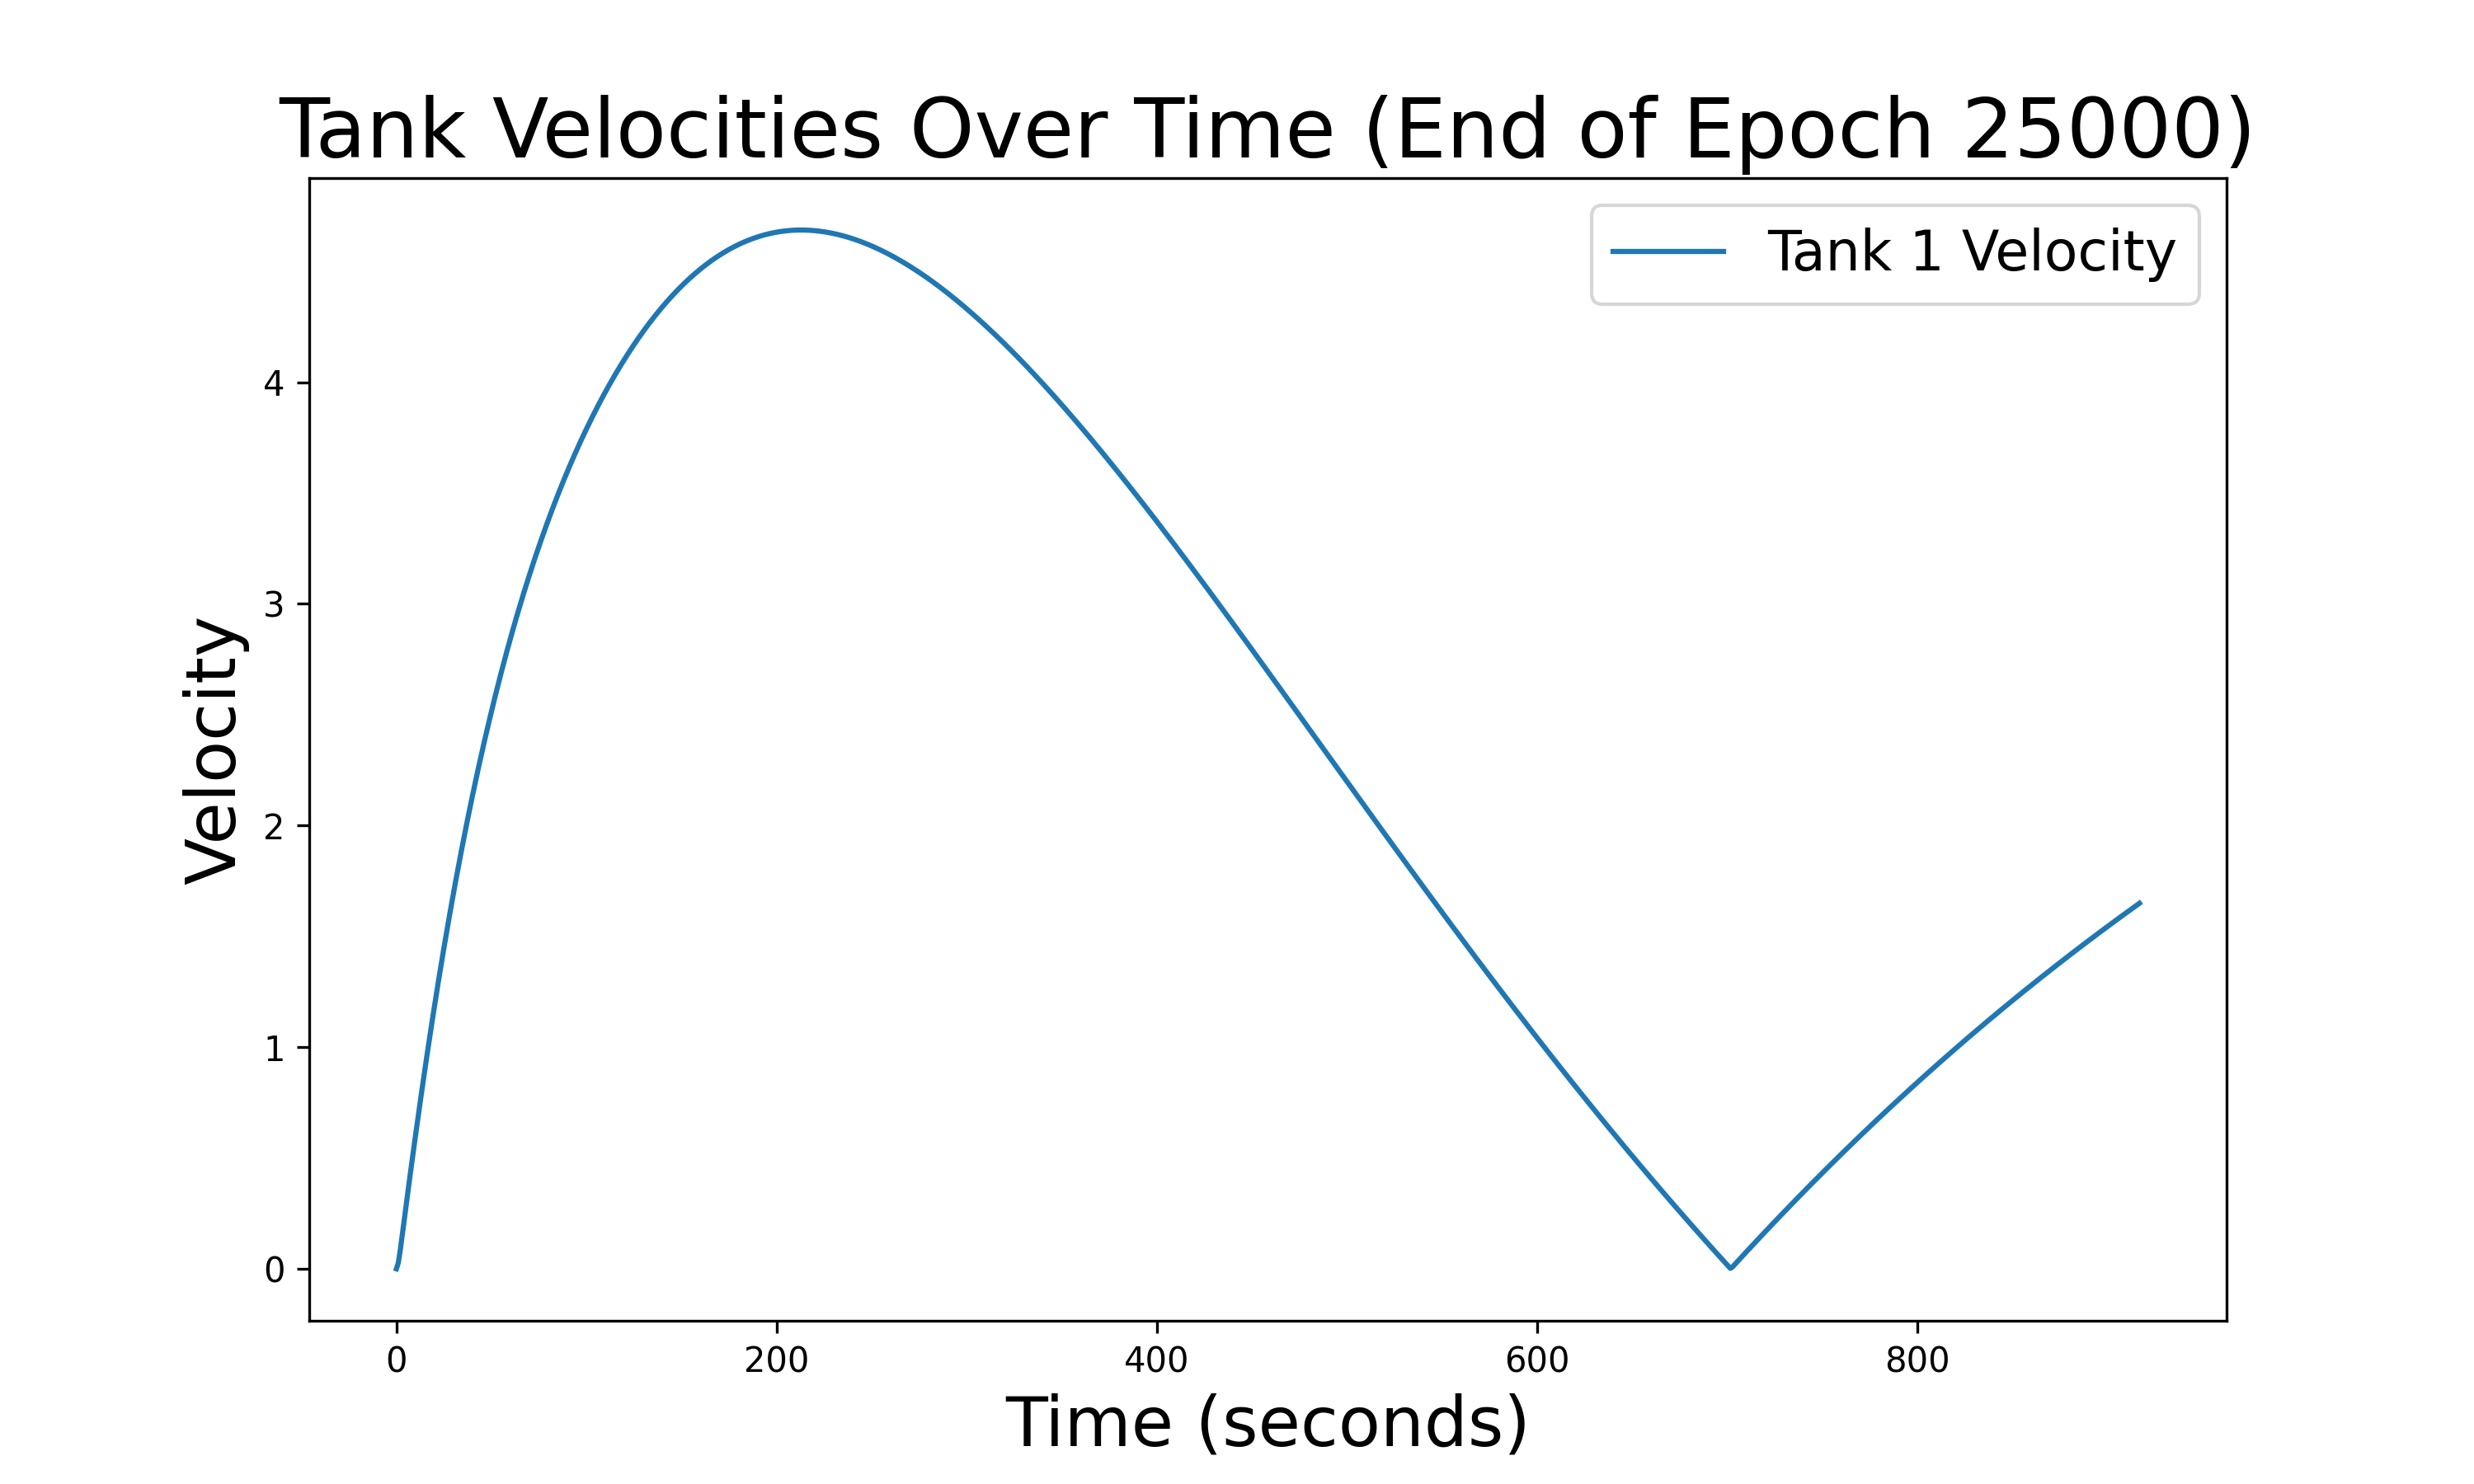 Tank Velocities Over Time (End of Epoch 25000)
Tank 1 Velocity
Velocity
4
3
2
1
0
0 200 400 600 800
Time (seconds)